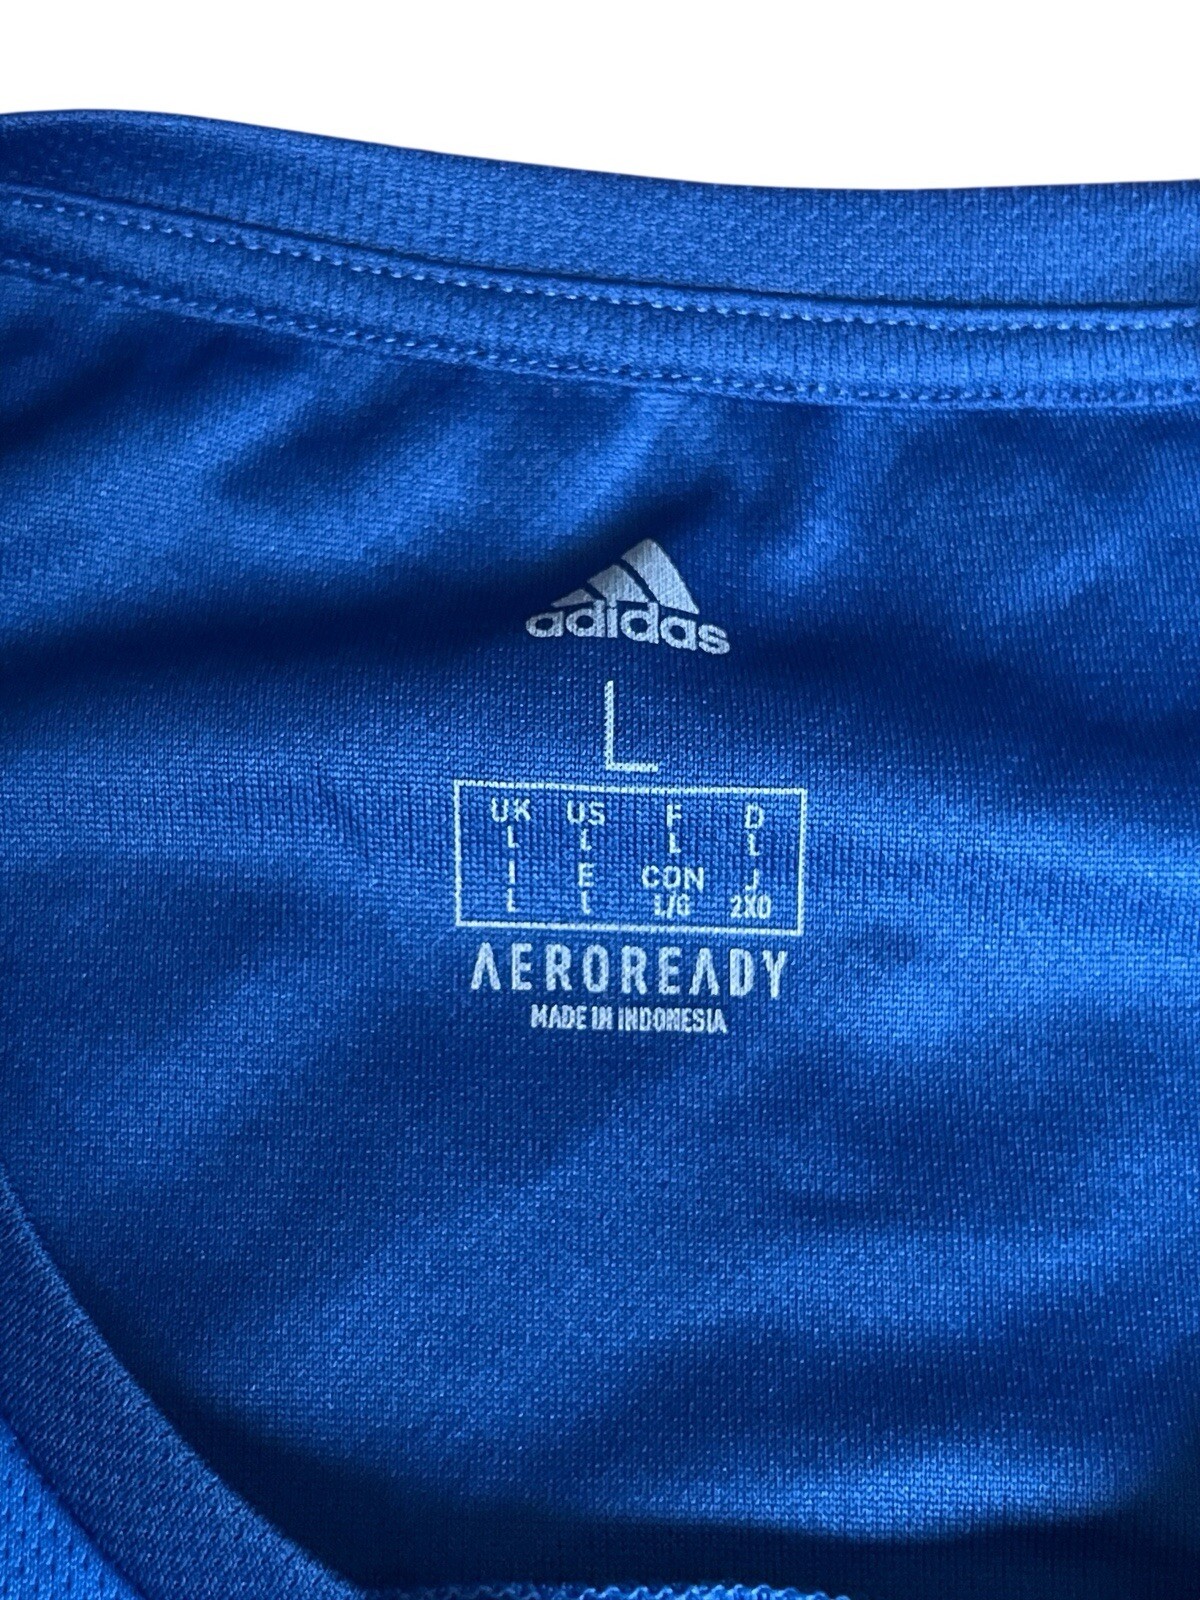 adidas
L
UK US F D
L L L L
I E CON J
L L L/G 2XO
AEROREADY
MADE IN INDONESIA